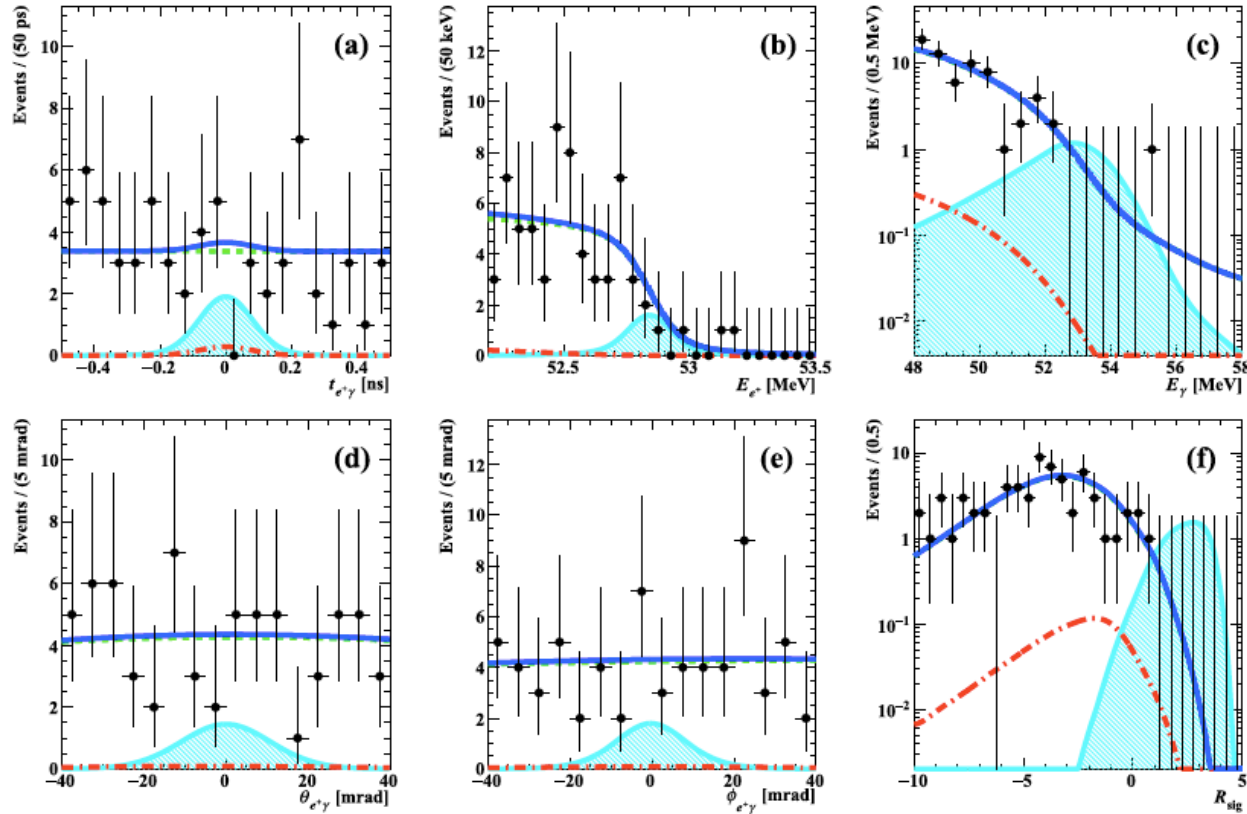 Events / (50 ps)
10
8
6
4
2
0
(a)
−0.4 −0.2 0 0.2 0.4
t_{e⁺γ} [ns]
Events / (50 keV)
12
10
8
6
4
2
0
(b)
52.5 53 53.5
E_{e⁺} [MeV]
Events / (0.5 MeV)
10
1
10⁻¹
10⁻²
(c)
48 50 52 54 56 58
E_γ [MeV]
Events / (5 mrad)
10
8
6
4
2
0
(d)
−40 −20 0 20 40
θ_{e⁺γ} [mrad]
Events / (5 mrad)
12
10
8
6
4
2
0
(e)
−40 −20 0 20 40
ϕ_{e⁺γ} [mrad]
Events / (0.5)
10
1
10⁻¹
10⁻²
(f)
−10 −5 0 5
R_{sig}